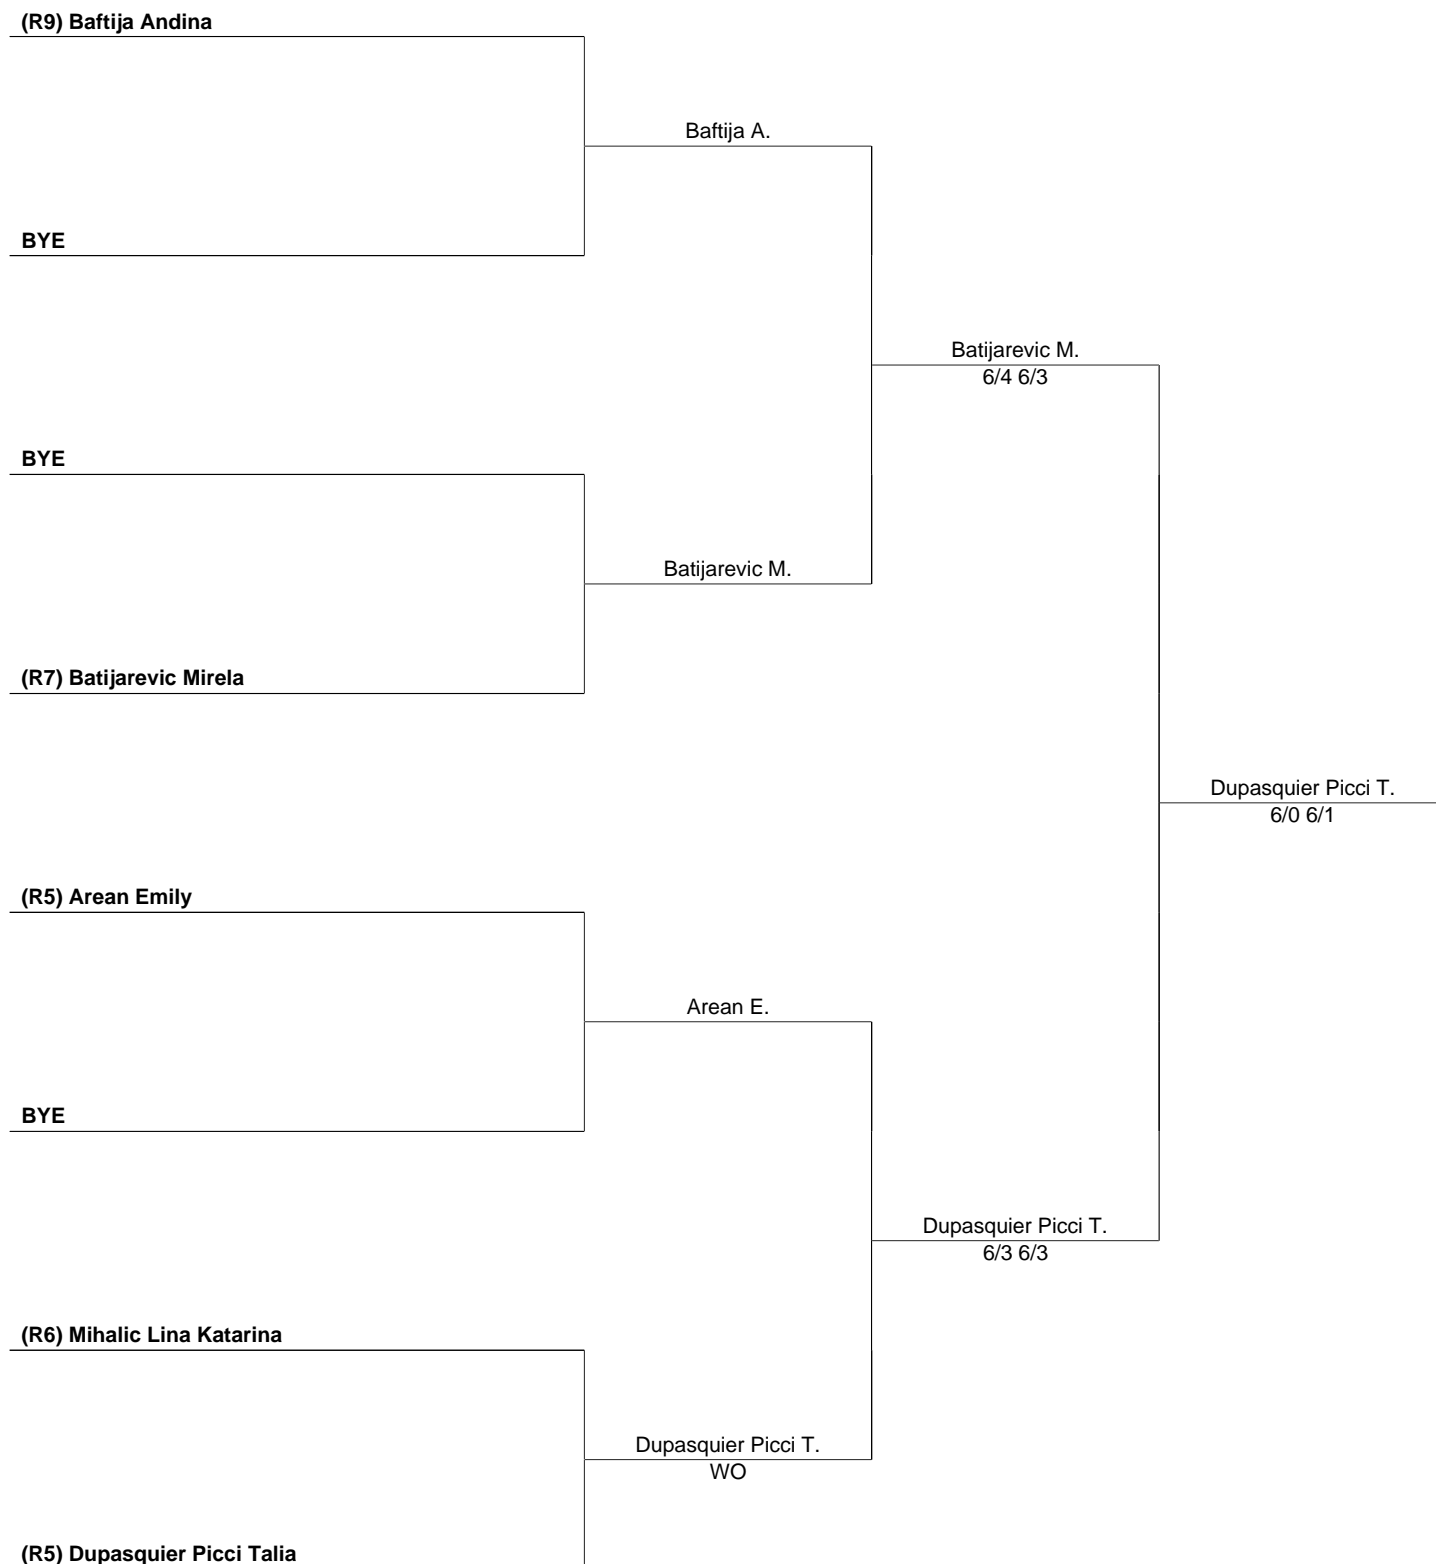 (R9) Baftija Andina
Baftija A.
BYE
Batijarevic M.
6/4 6/3
BYE
Batijarevic M.
(R7) Batijarevic Mirela
Dupasquier Picci T.
6/0 6/1
(R5) Arean Emily
Arean E.
BYE
Dupasquier Picci T.
6/3 6/3
(R6) Mihalic Lina Katarina
Dupasquier Picci T.
WO
(R5) Dupasquier Picci Talia